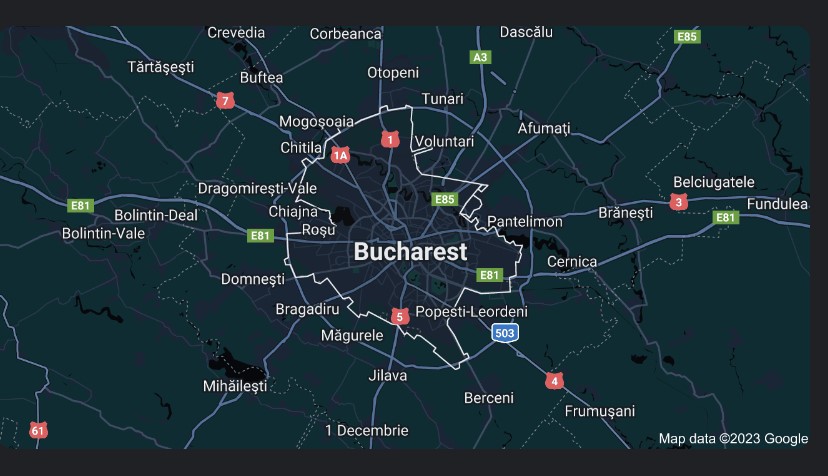 Crevedia
Corbeanca
Dascălu
E85
A3
Tărtășești
Buftea
Otopeni
7
Tunari
Mogoșoaia
Afumați
1
Voluntari
Chitila
1A
Belciugatele
Dragomirești-Vale
E85
3
E81
Fundulea
Bolintin-Deal
Chiajna
Brănești
E81
Pantelimon
Roșu
Bolintin-Vale
E81
Bucharest
Cernica
E81
Domnești
Bragadiru
5
Popești-Leordeni
Măgurele
503
Jilava
Mihăilești
4
Berceni
Frumușani
61
1 Decembrie
Map data ©2023 Google